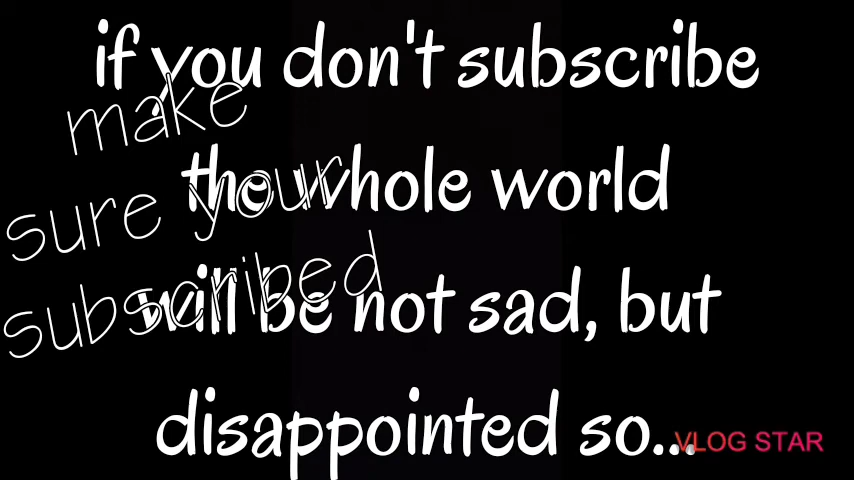 if you don't subscribe
the whole world
will be not sad, but
disappointed so...
make
sure your
subscribed
VLOG STAR